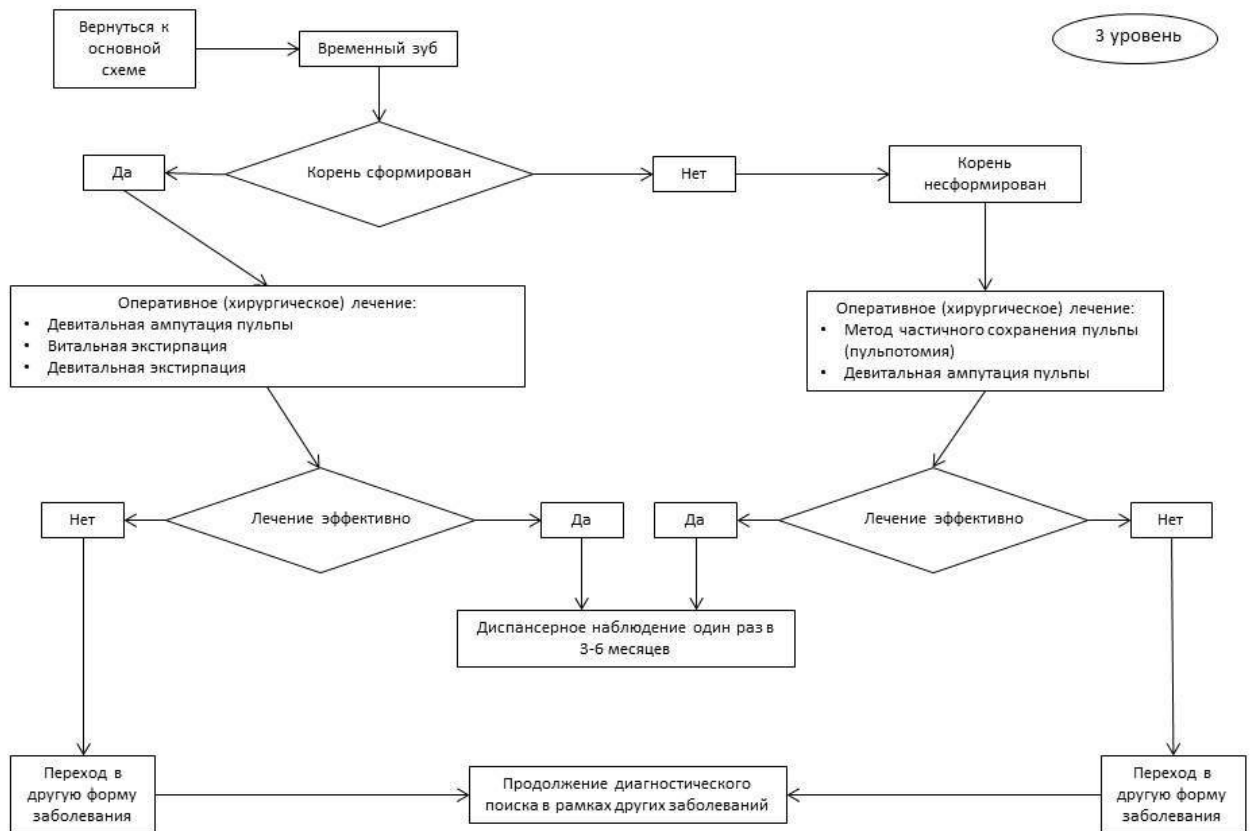 Вернуться к
основной
схеме
Временный зуб
3 уровень
Да
Корень сформирован
Нет
Корень
несформирован
Оперативное (хирургическое) лечение:
• Девитальная ампутация пульпы
• Витальная экстирпация
• Девитальная экстирпация
Оперативное (хирургическое) лечение:
• Метод частичного сохранения пульпы
(пульпотомия)
• Девитальная ампутация пульпы
Нет
Лечение эффективно
Да
Да
Лечение эффективно
Нет
Диспансерное наблюдение один раз в
3-6 месяцев
Переход в
другую форму
заболевания
Продолжение диагностического
поиска в рамках других заболеваний
Переход в
другую форму
заболевания